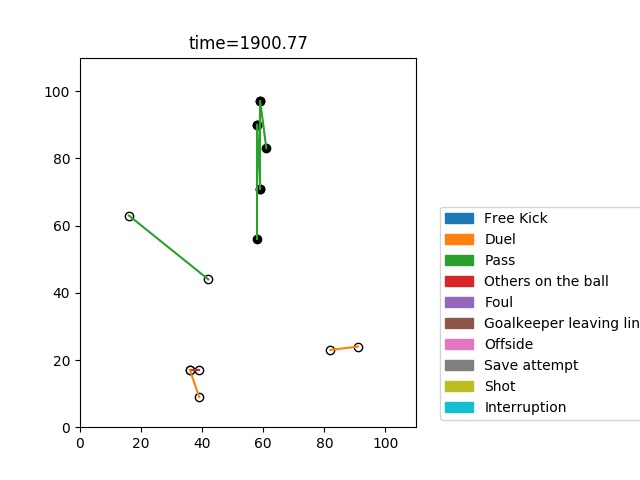 time=1900.77
100
80
60
40
20
0
0 20 40 60 80 100
Free Kick
Duel
Pass
Others on the ball
Foul
Goalkeeper leaving lin
Offside
Save attempt
Shot
Interruption